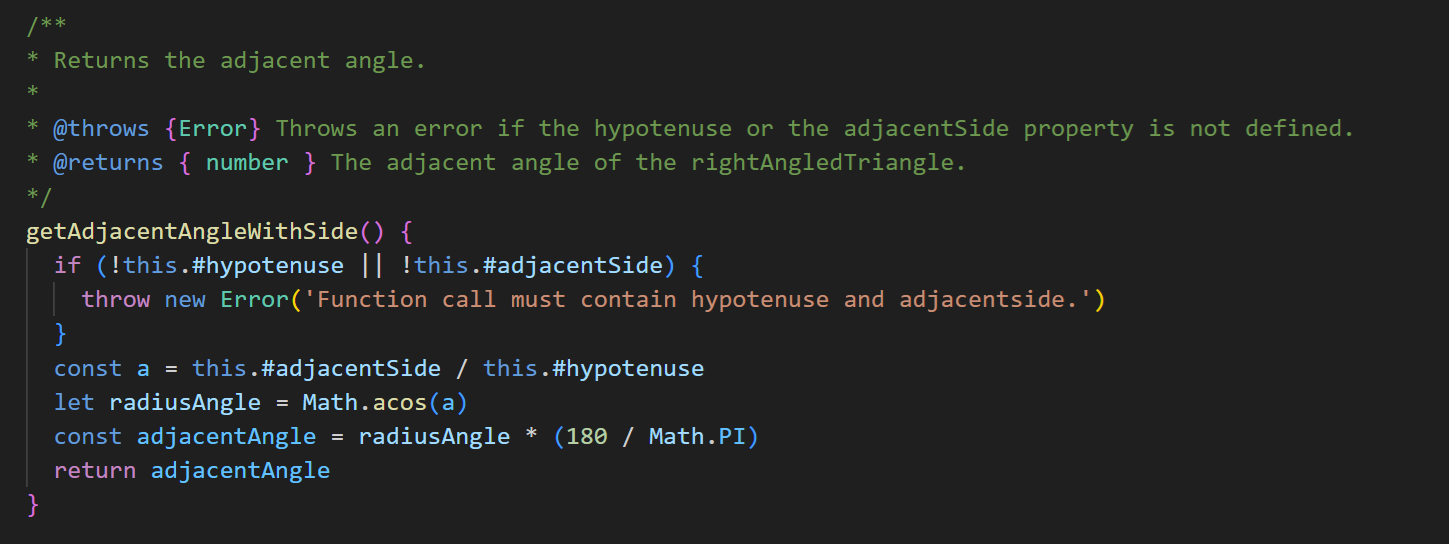 /**
* Returns the adjacent angle.
*
* @throws {Error} Throws an error if the hypotenuse or the adjacentSide property is not defined.
* @returns { number } The adjacent angle of the rightAngledTriangle.
*/
getAdjacentAngleWithSide() {
  if (!this.#hypotenuse || !this.#adjacentSide) {
    throw new Error('Function call must contain hypotenuse and adjacentside.')
  }
  const a = this.#adjacentSide / this.#hypotenuse
  let radiusAngle = Math.acos(a)
  const adjacentAngle = radiusAngle * (180 / Math.PI)
  return adjacentAngle
}